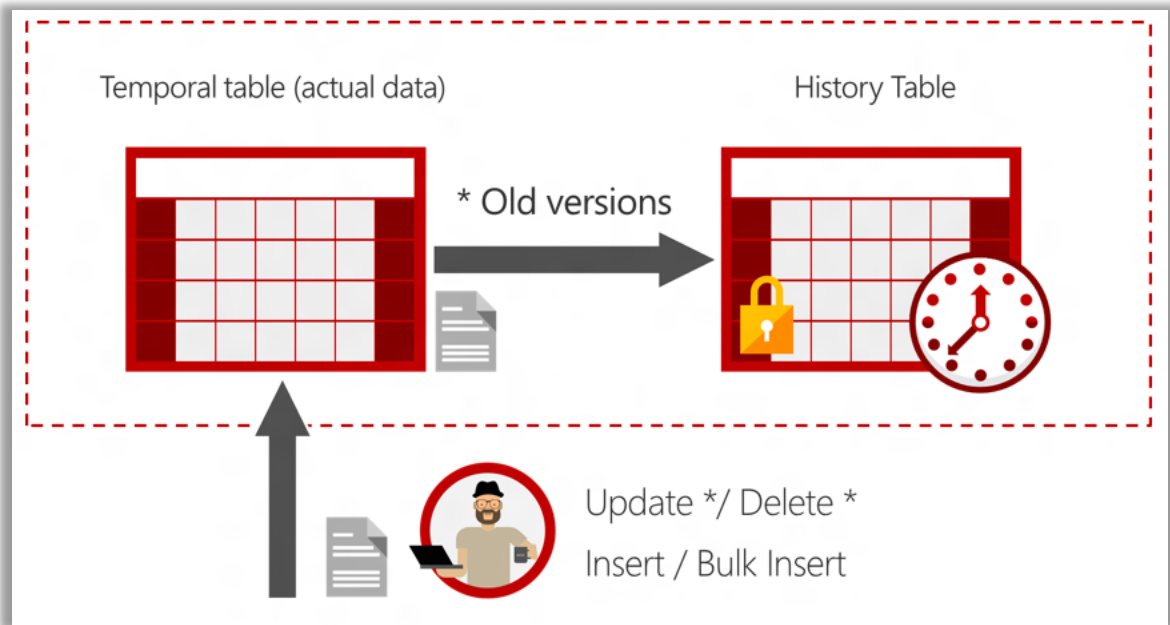 Temporal table (actual data)
History Table
* Old versions
Update */ Delete *
Insert / Bulk Insert